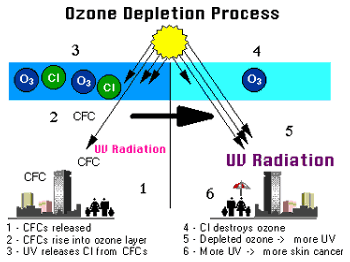 Ozone Depletion Process
3
4
O3
Cl
O3
Cl
O3
2
CFC
5
UV Radiation
CFC
UV Radiation
CFC
1
6
1 - CFCs released
2 - CFCs rise into ozone layer
3 - UV releases Cl from CFCs
4 - Cl destroys ozone
5 - Depleted ozone -> more UV
6 - More UV -> more skin cancer